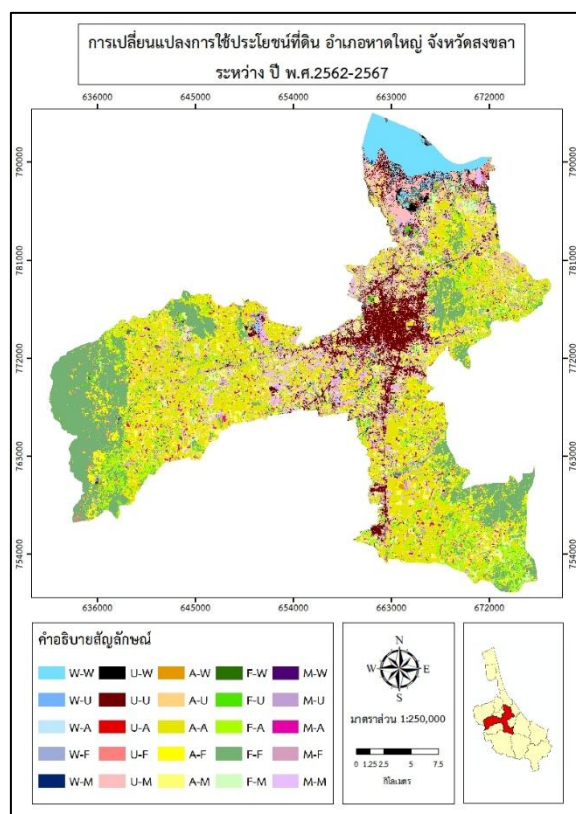 การเปลี่ยนแปลงการใช้ประโยชน์ที่ดิน อำเภอหาดใหญ่ จังหวัดสงขลา
ระหว่าง ปี พ.ศ.2562-2567
636000 645000 654000 663000 672000
790000 790000
781000 781000
772000 772000
763000 763000
754000 754000
636000 645000 654000 663000 672000
คำอธิบายสัญลักษณ์
W-W U-W A-W F-W M-W
W-U U-U A-U F-U M-U
W-A U-A A-A F-A M-A
W-F U-F A-F F-F M-F
W-M U-M A-M F-M M-M
N
W E
S
มาตราส่วน 1:250,000
0 1.25 2.5 5 7.5
กิโลเมตร